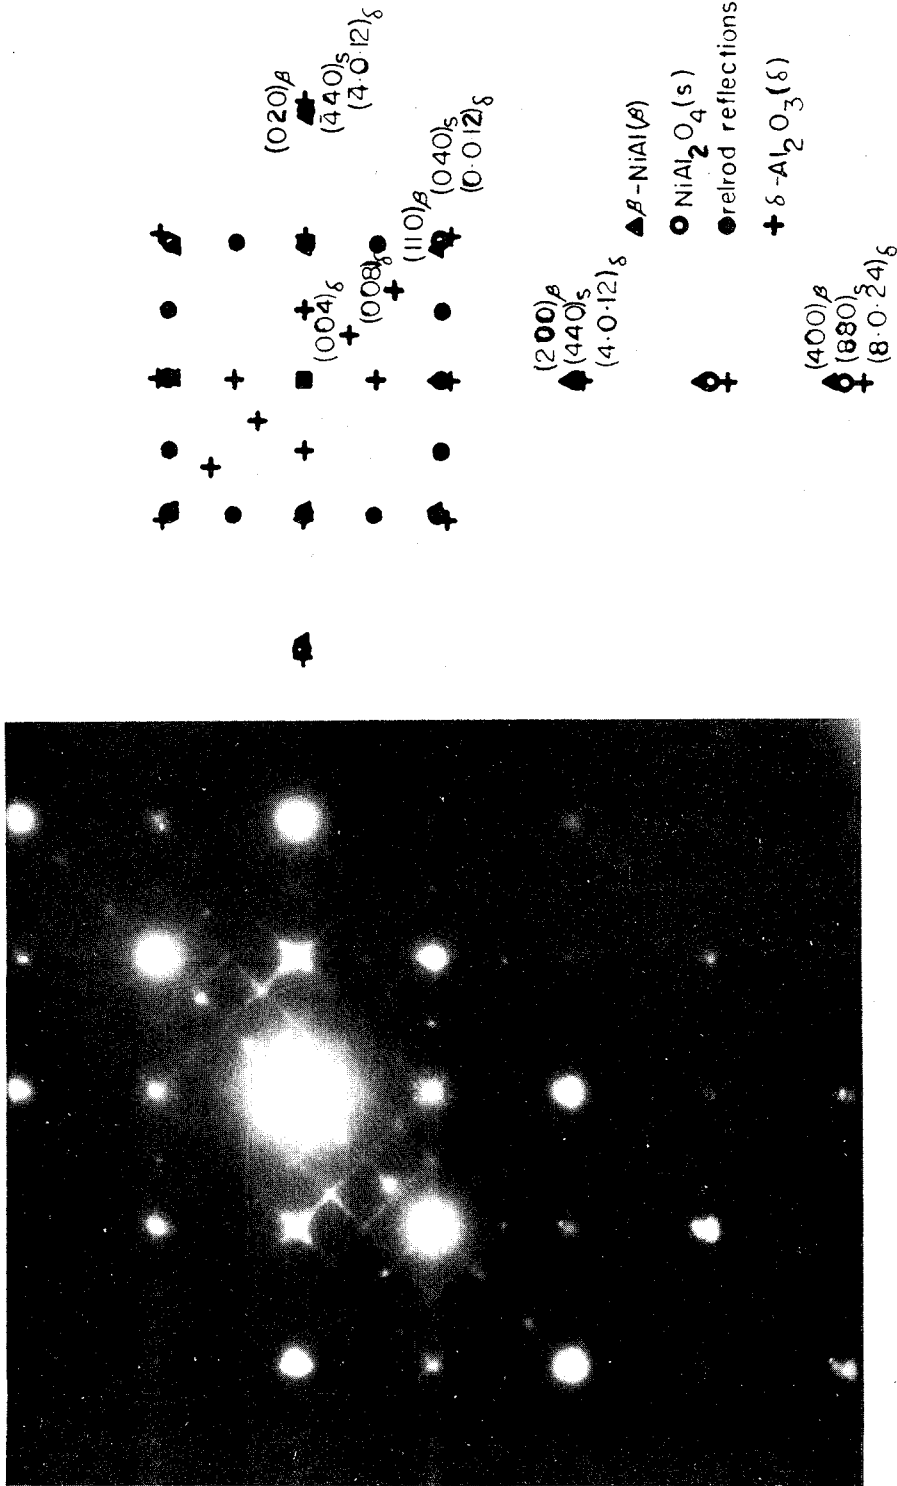 (020)β
(4̄40)s
(4̄·0·12)δ
(004)δ
(008)δ
(110)β
(040)s
(0·0·12)δ
(200)β
(440)s
(4·0·12)δ
(400)β
(880)s
(8·0·24)δ
▲ β-NiAl(β)
○ NiAl2O4(s)
● relrod reflections
+ δ-Al2O3(δ)